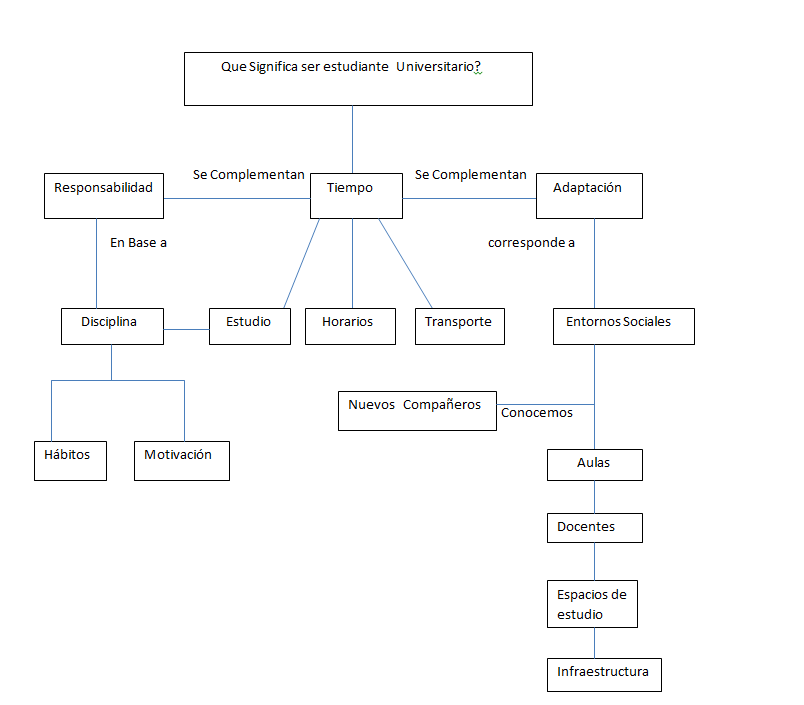 Que Significa ser estudiante Universitario?
Se Complementan
Se Complementan
Responsabilidad
Tiempo
Adaptación
En Base a
corresponde a
Disciplina
Estudio
Horarios
Transporte
Entornos Sociales
Nuevos Compañeros
Conocemos
Hábitos
Motivación
Aulas
Docentes
Espacios de
estudio
Infraestructura